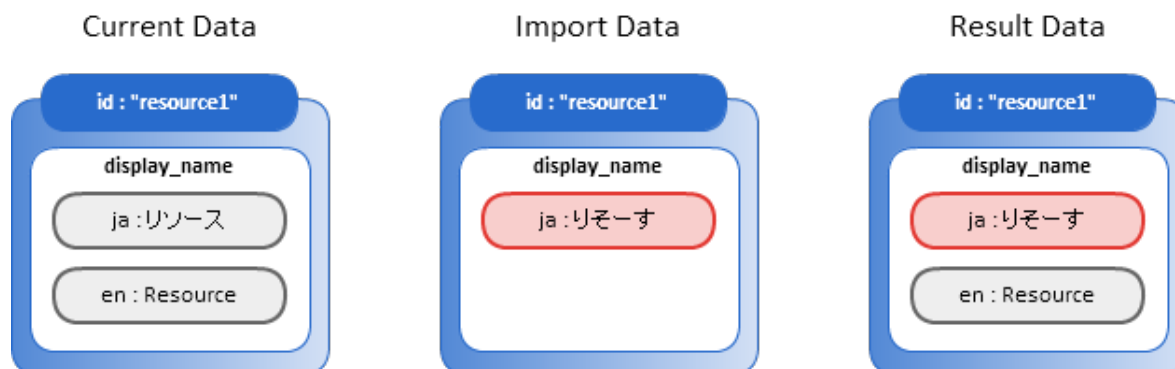 Current Data
Import Data
Result Data
id : "resource1"
display_name
ja :リソース
en : Resource
id : "resource1"
display_name
ja :りそーす
id : "resource1"
display_name
ja :りそーす
en : Resource